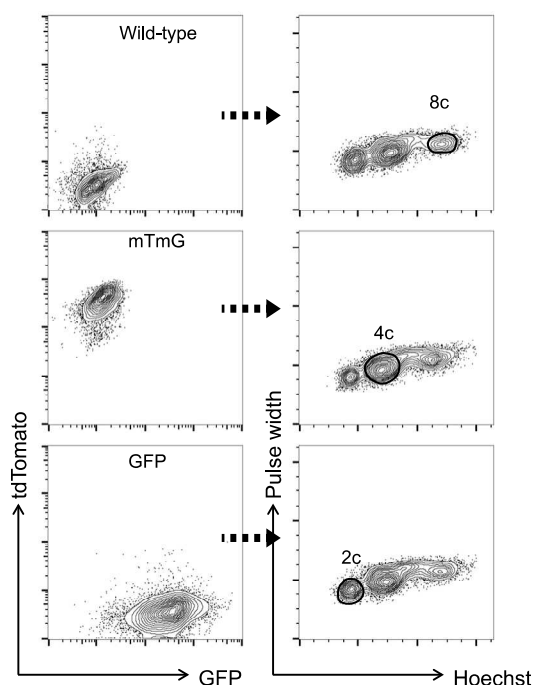 Wild-type
8c
mTmG
4c
GFP
2c
tdTomato
Pulse width
GFP
Hoechst